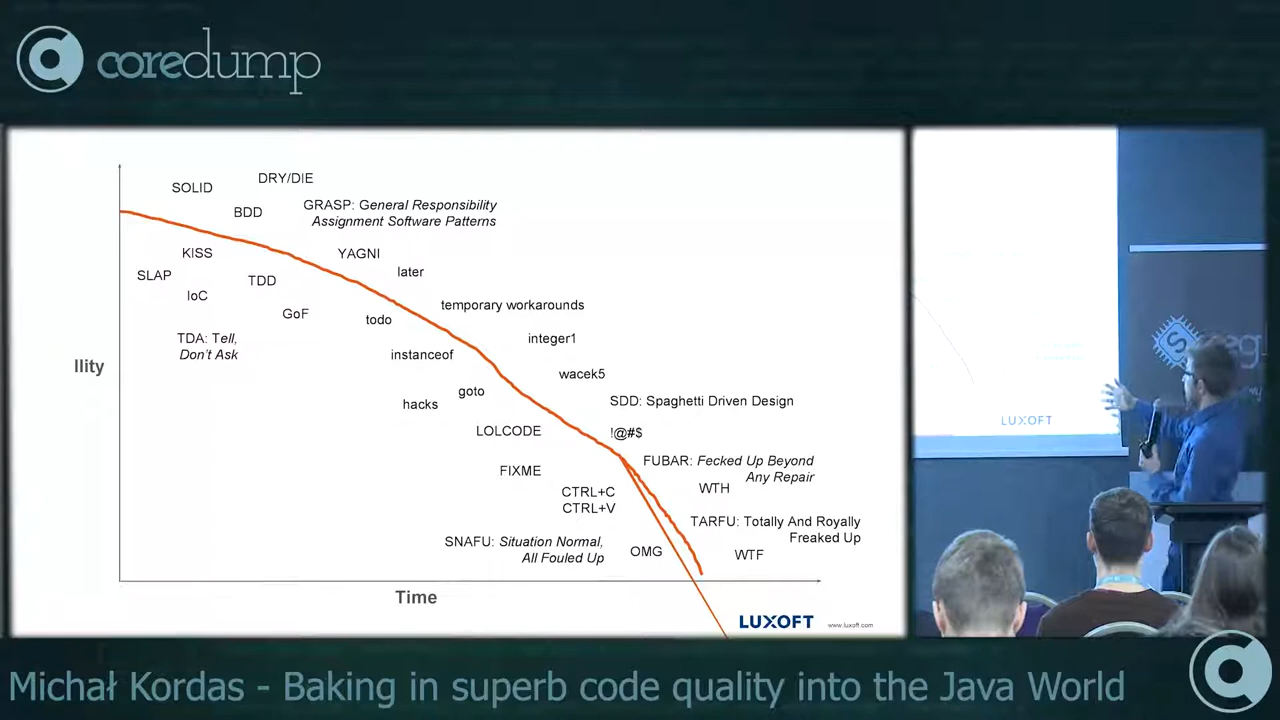 coredump
SOLID
DRY/DIE
BDD
GRASP: General Responsibility
Assignment Software Patterns
KISS
YAGNI
SLAP
TDD
later
IoC
GoF
temporary workarounds
todo
TDA: Tell,
Don't Ask
integer1
instanceof
Ility
wacek5
goto
hacks
SDD: Spaghetti Driven Design
LOLCODE
!@#$
FIXME
FUBAR: Fecked Up Beyond
Any Repair
WTH
CTRL+C
CTRL+V
TARFU: Totally And Royally
Freaked Up
SNAFU: Situation Normal,
All Fouled Up
OMG
WTF
Time
LUXOFT
www.luxoft.com
LUXOFT
S
Michał Kordas - Baking in superb code quality into the Java World